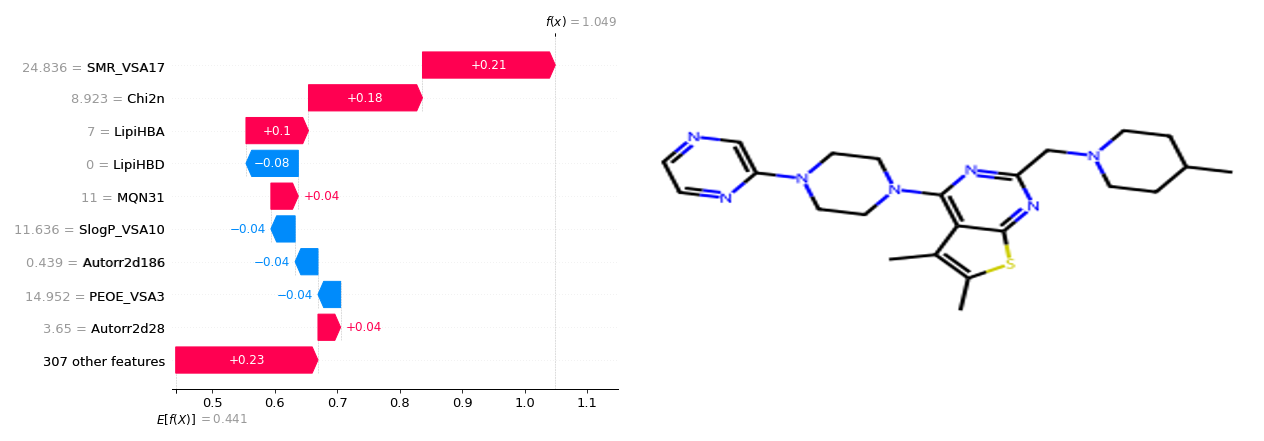 f(x) = 1.049
24.836 = SMR_VSA17
+0.21
8.923 = Chi2n
+0.18
7 = LipiHBA
+0.1
0 = LipiHBD
−0.08
11 = MQN31
+0.04
11.636 = SlogP_VSA10
−0.04
0.439 = Autorr2d186
−0.04
14.952 = PEOE_VSA3
−0.04
3.65 = Autorr2d28
+0.04
307 other features
+0.23
0.5 0.6 0.7 0.8 0.9 1.0 1.1
E[f(X)] = 0.441
N
N
N
N
N
N
N
S